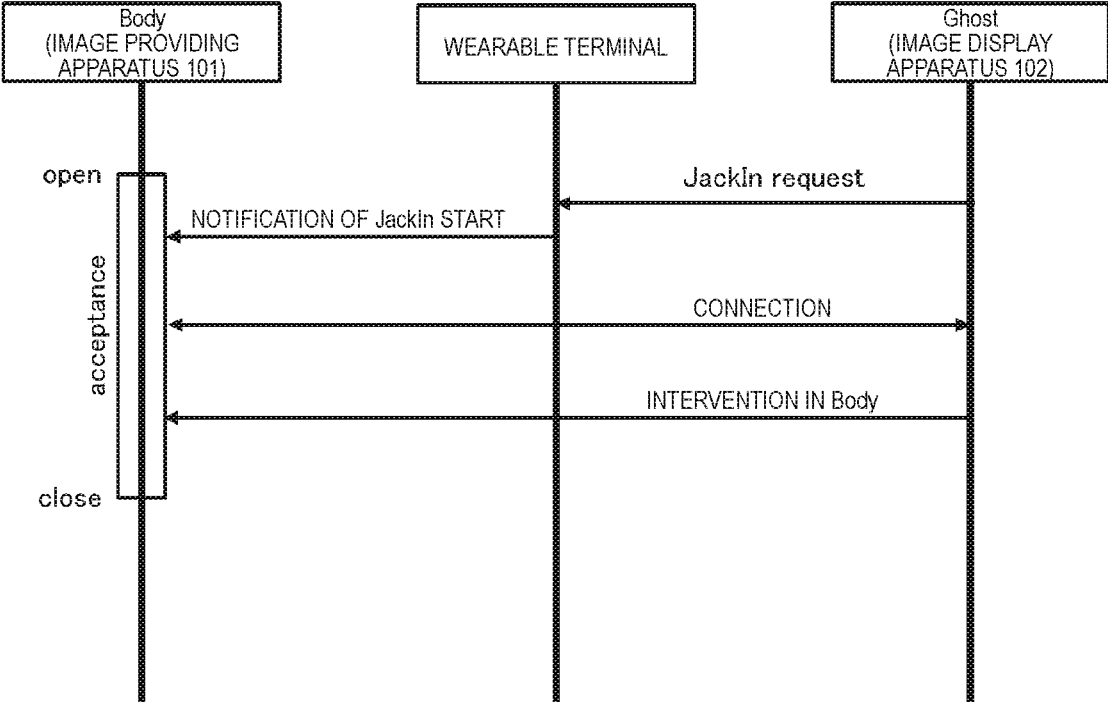 Body
(IMAGE PROVIDING
APPARATUS 101)
WEARABLE TERMINAL
Ghost
(IMAGE DISPLAY
APPARATUS 102)
open
JackIn request
NOTIFICATION OF JackIn START
acceptance
CONNECTION
INTERVENTION IN Body
close